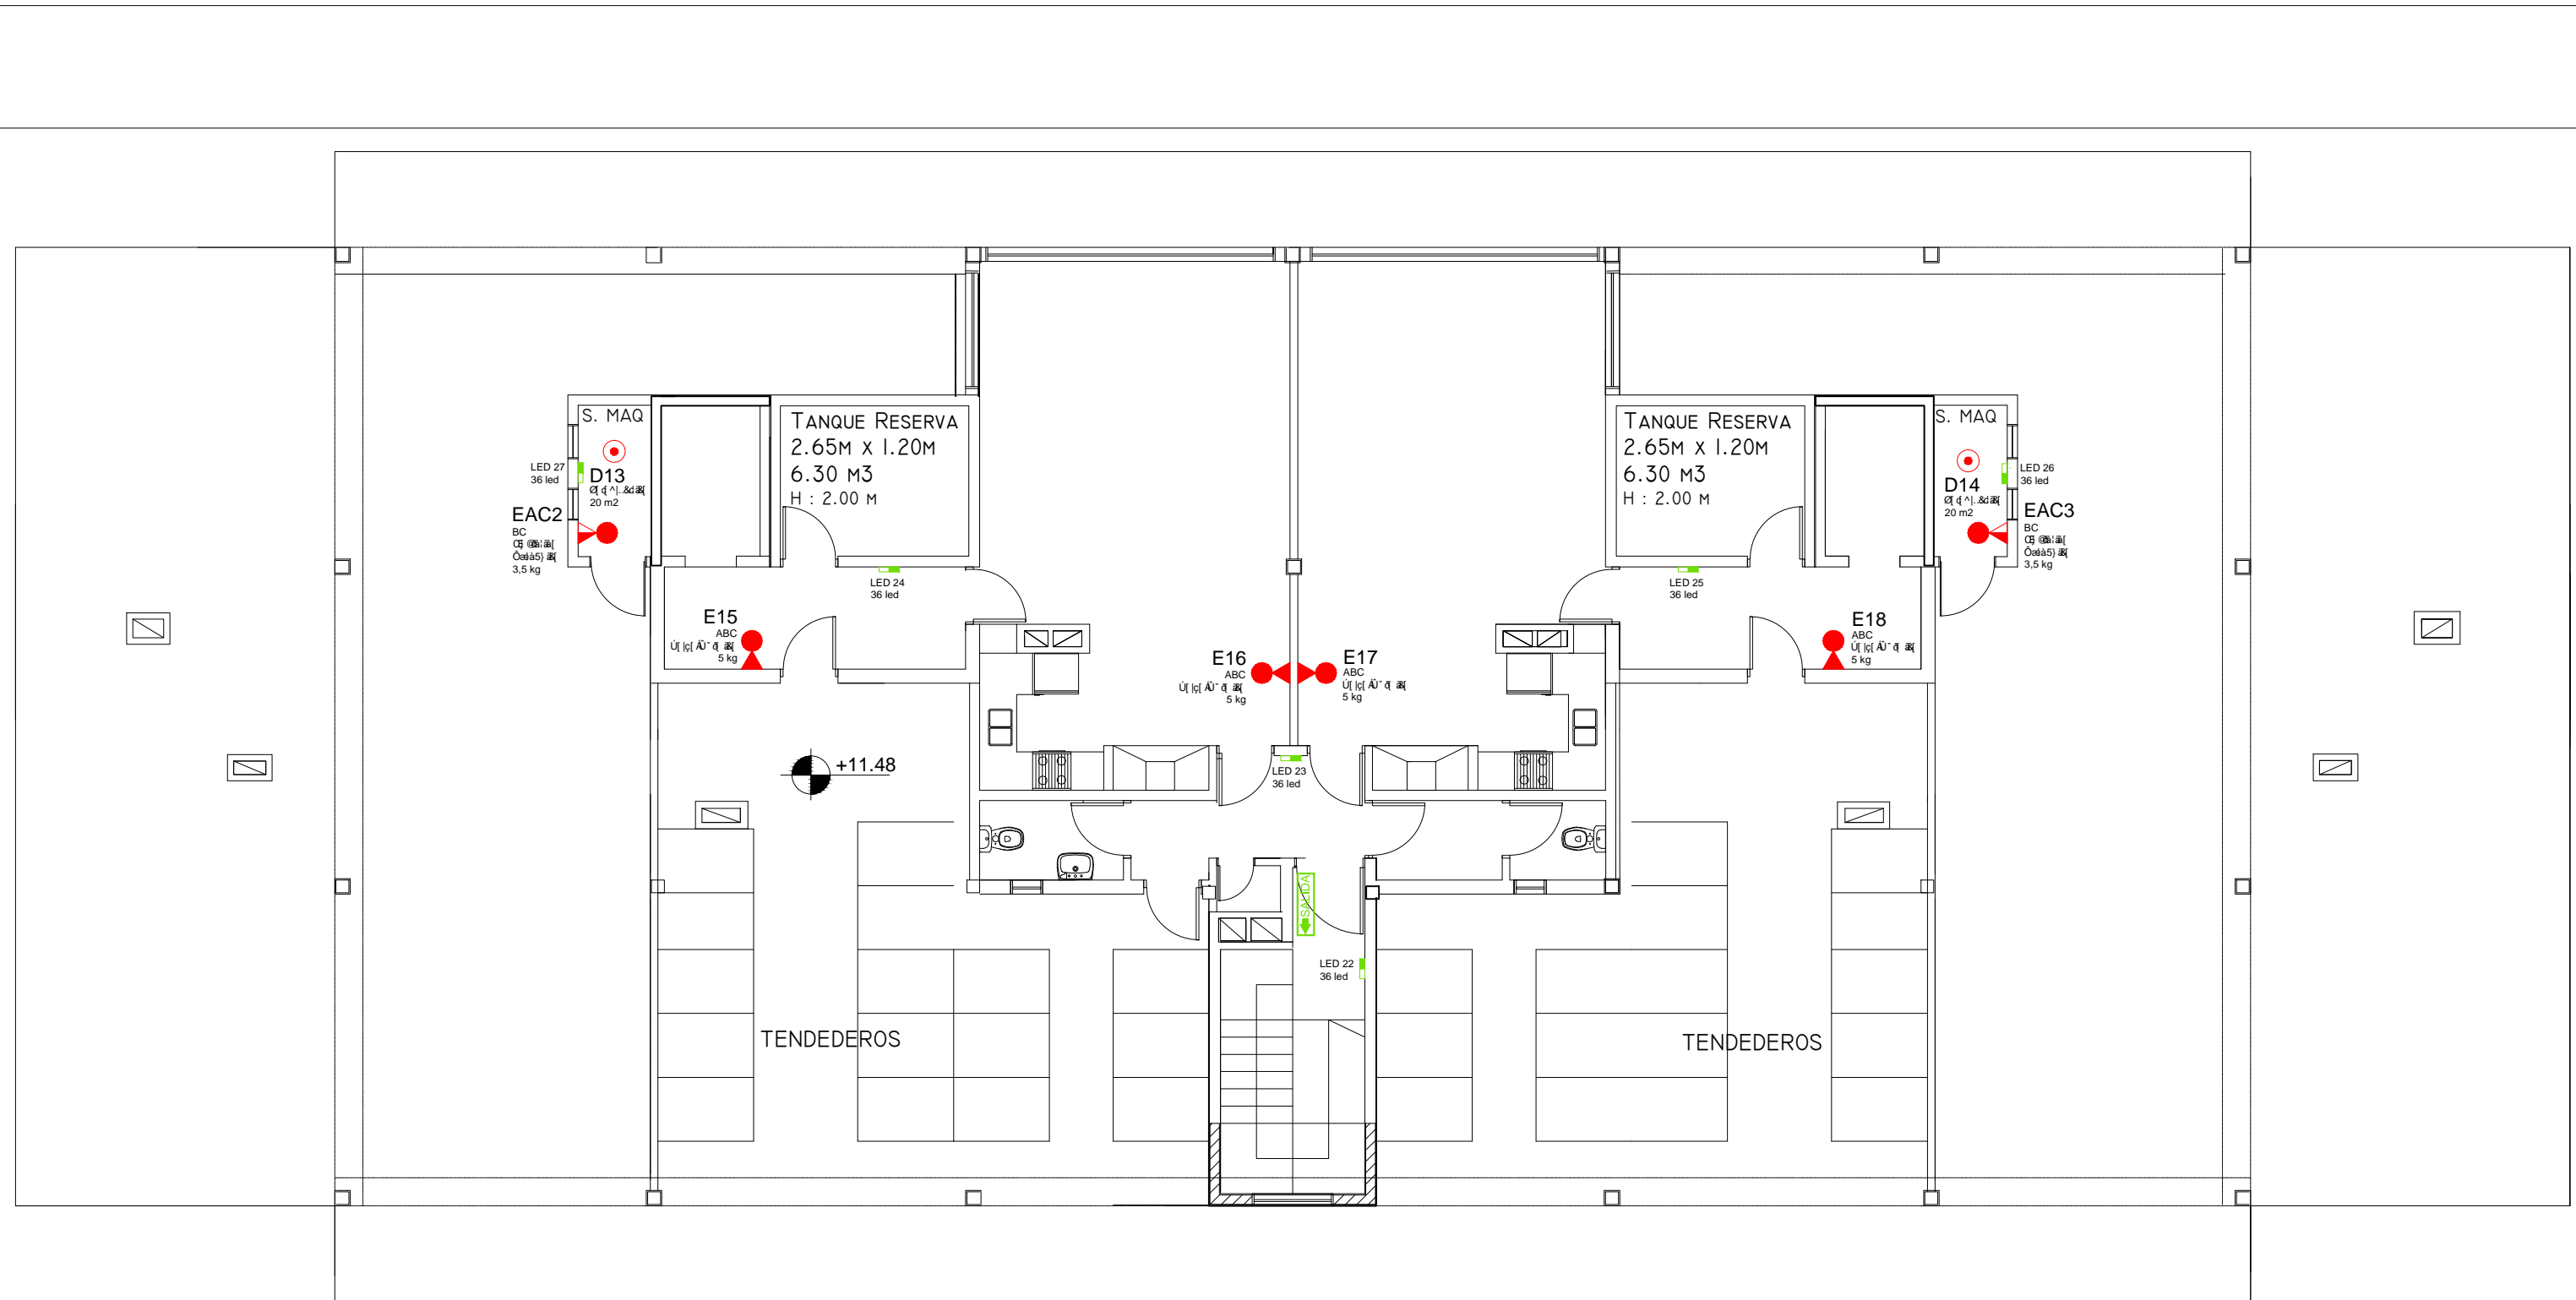 S. MAQ
LED 27
36 led
D13
20 m2
EAC2
BC
3,5 kg
TANQUE RESERVA
2.65M X 1.20M
6.30 M3
H : 2.00 M
LED 24
36 led
E15
ABC
5 kg
E16
ABC
5 kg
E17
ABC
5 kg
TANQUE RESERVA
2.65M X 1.20M
6.30 M3
H : 2.00 M
LED 25
36 led
S. MAQ
LED 26
36 led
D14
20 m2
EAC3
BC
3,5 kg
E18
ABC
5 kg
+11.48
LED 23
36 led
SALIDA
LED 22
36 led
TENDEDEROS
TENDEDEROS